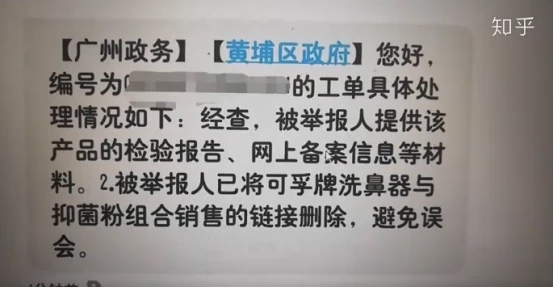 知乎
【广州政务】【黄埔区政府】您好，
编号为的工单具体处
理情况如下：经查，被举报人提供该
产品的检验报告、网上备案信息等材
料。2.被举报人已将可孚牌洗鼻器与
抑菌粉组合销售的链接删除，避免误
会。